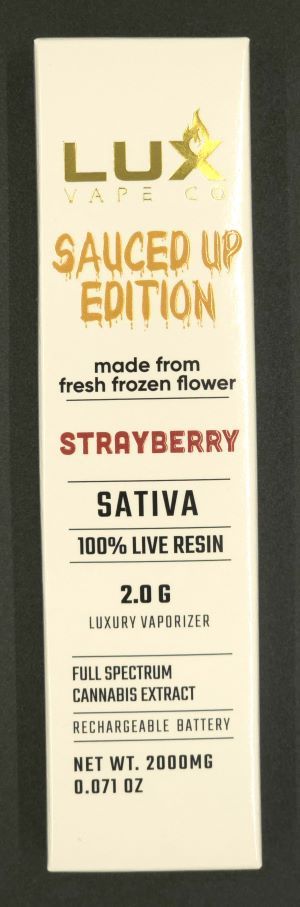 LUX
VAPE CO
SAUCED UP
EDITION
made from
fresh frozen flower
STRAYBERRY
SATIVA
100% LIVE RESIN
2.0 G
LUXURY VAPORIZER
FULL SPECTRUM
CANNABIS EXTRACT
RECHARGEABLE BATTERY
NET WT. 2000MG
0.071 OZ